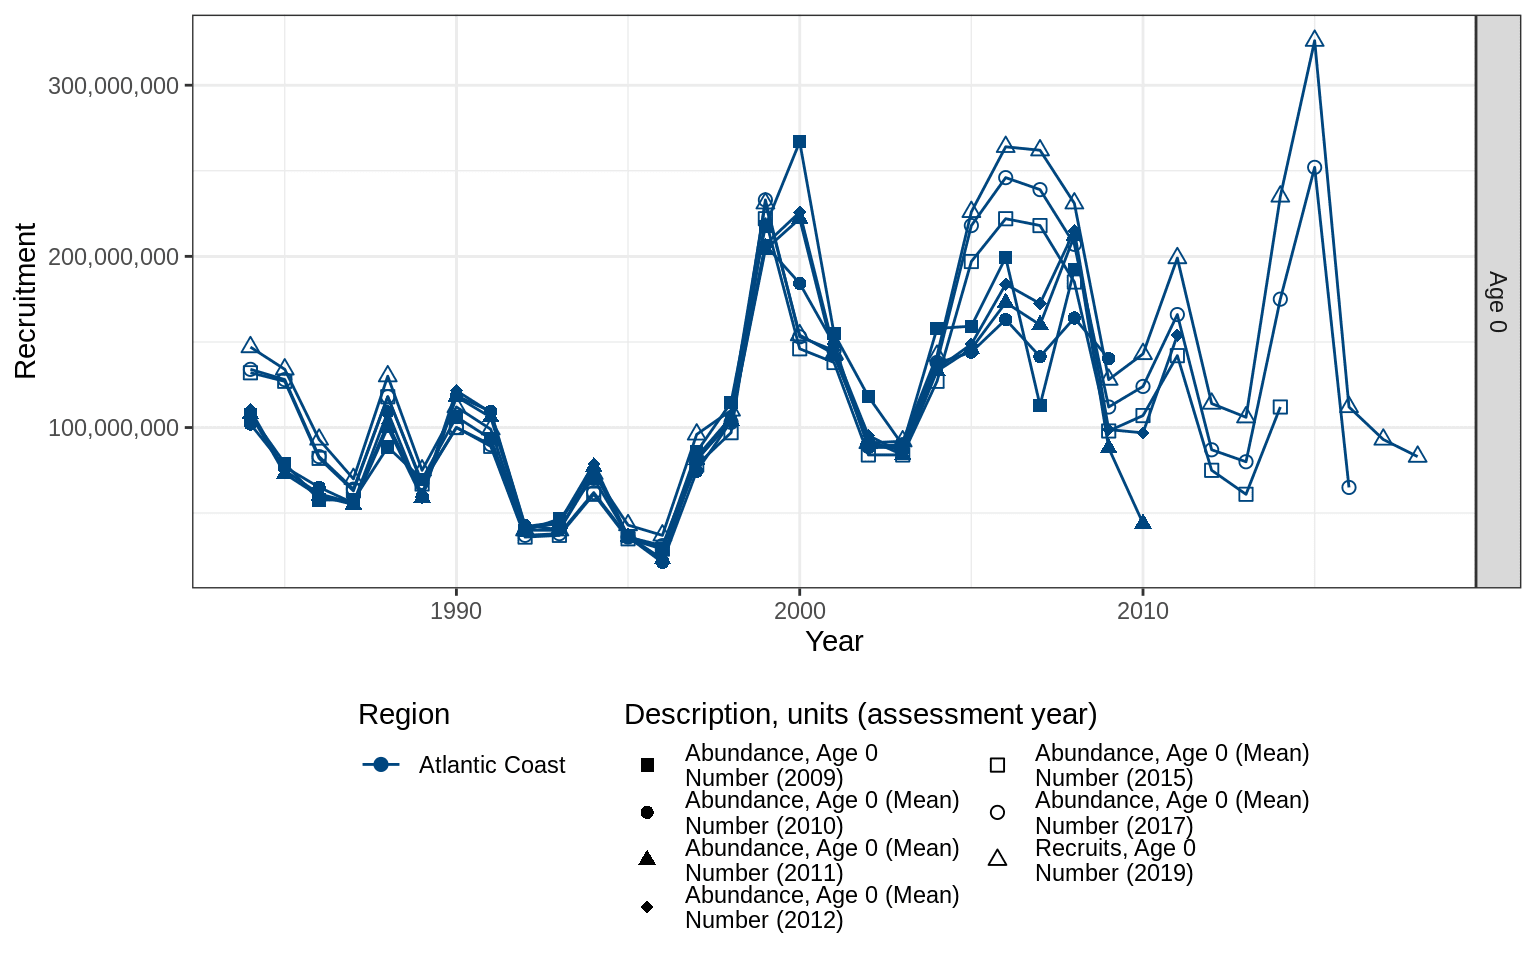 300,000,000
200,000,000
100,000,000
Recruitment
Age 0
1990
2000
2010
Year
Region
Atlantic Coast
Description, units (assessment year)
Abundance, Age 0
Number (2009)
Abundance, Age 0 (Mean)
Number (2010)
Abundance, Age 0 (Mean)
Number (2011)
Abundance, Age 0 (Mean)
Number (2012)
Abundance, Age 0 (Mean)
Number (2015)
Abundance, Age 0 (Mean)
Number (2017)
Recruits, Age 0
Number (2019)